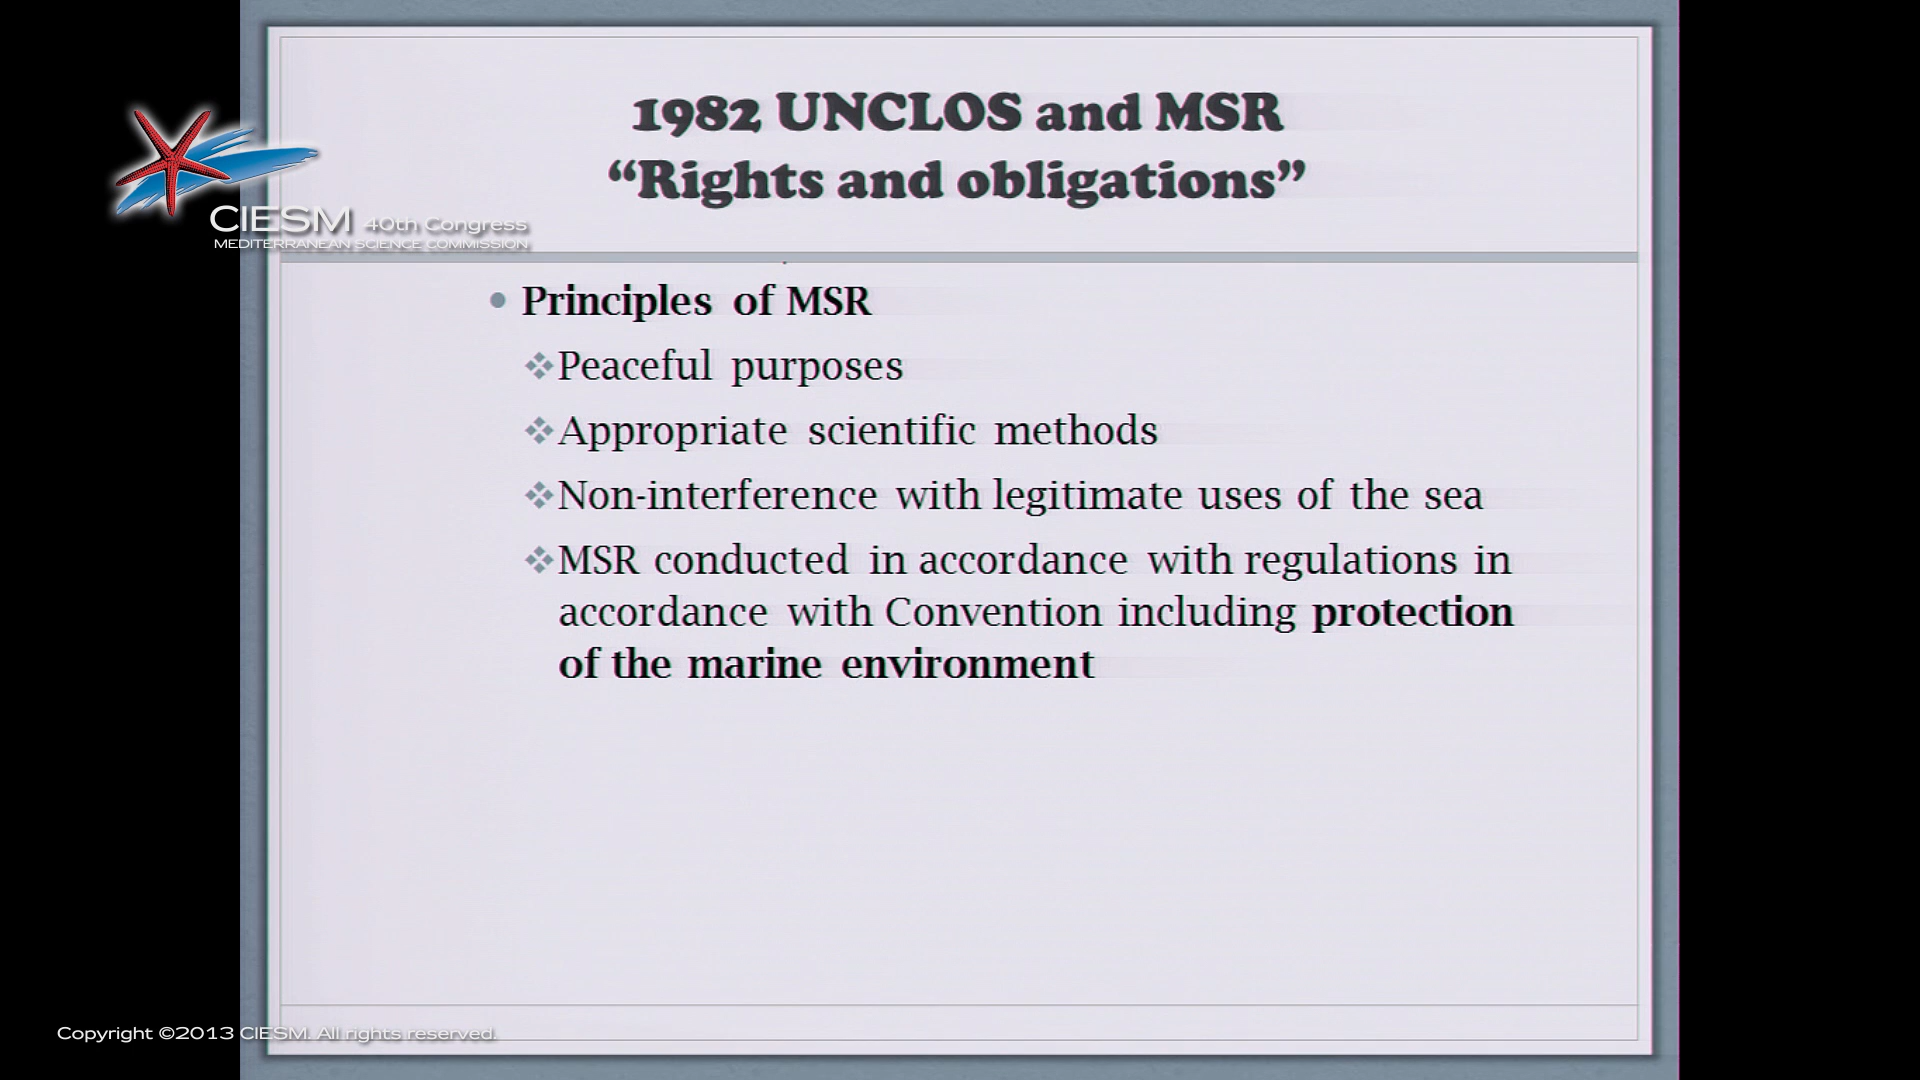 1982 UNCLOS and MSR
“Rights and obligations”
CIESM 40th Congress
MEDITERRANEAN SCIENCE COMMISSION
Principles of MSR
Peaceful purposes
Appropriate scientific methods
Non-interference with legitimate uses of the sea
MSR conducted in accordance with regulations in
accordance with Convention including protection
of the marine environment
Copyright ©2013 CIESM. All rights reserved.